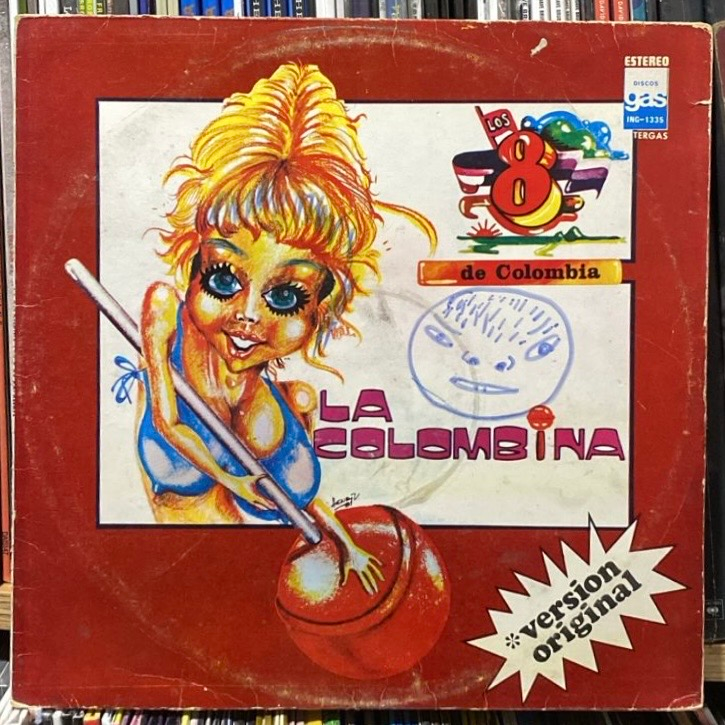 ESTEREO
DISCOS
gas
ING-1335
TERGAS
LOS
8
de Colombia
LA
COLOMBINA
*version
original